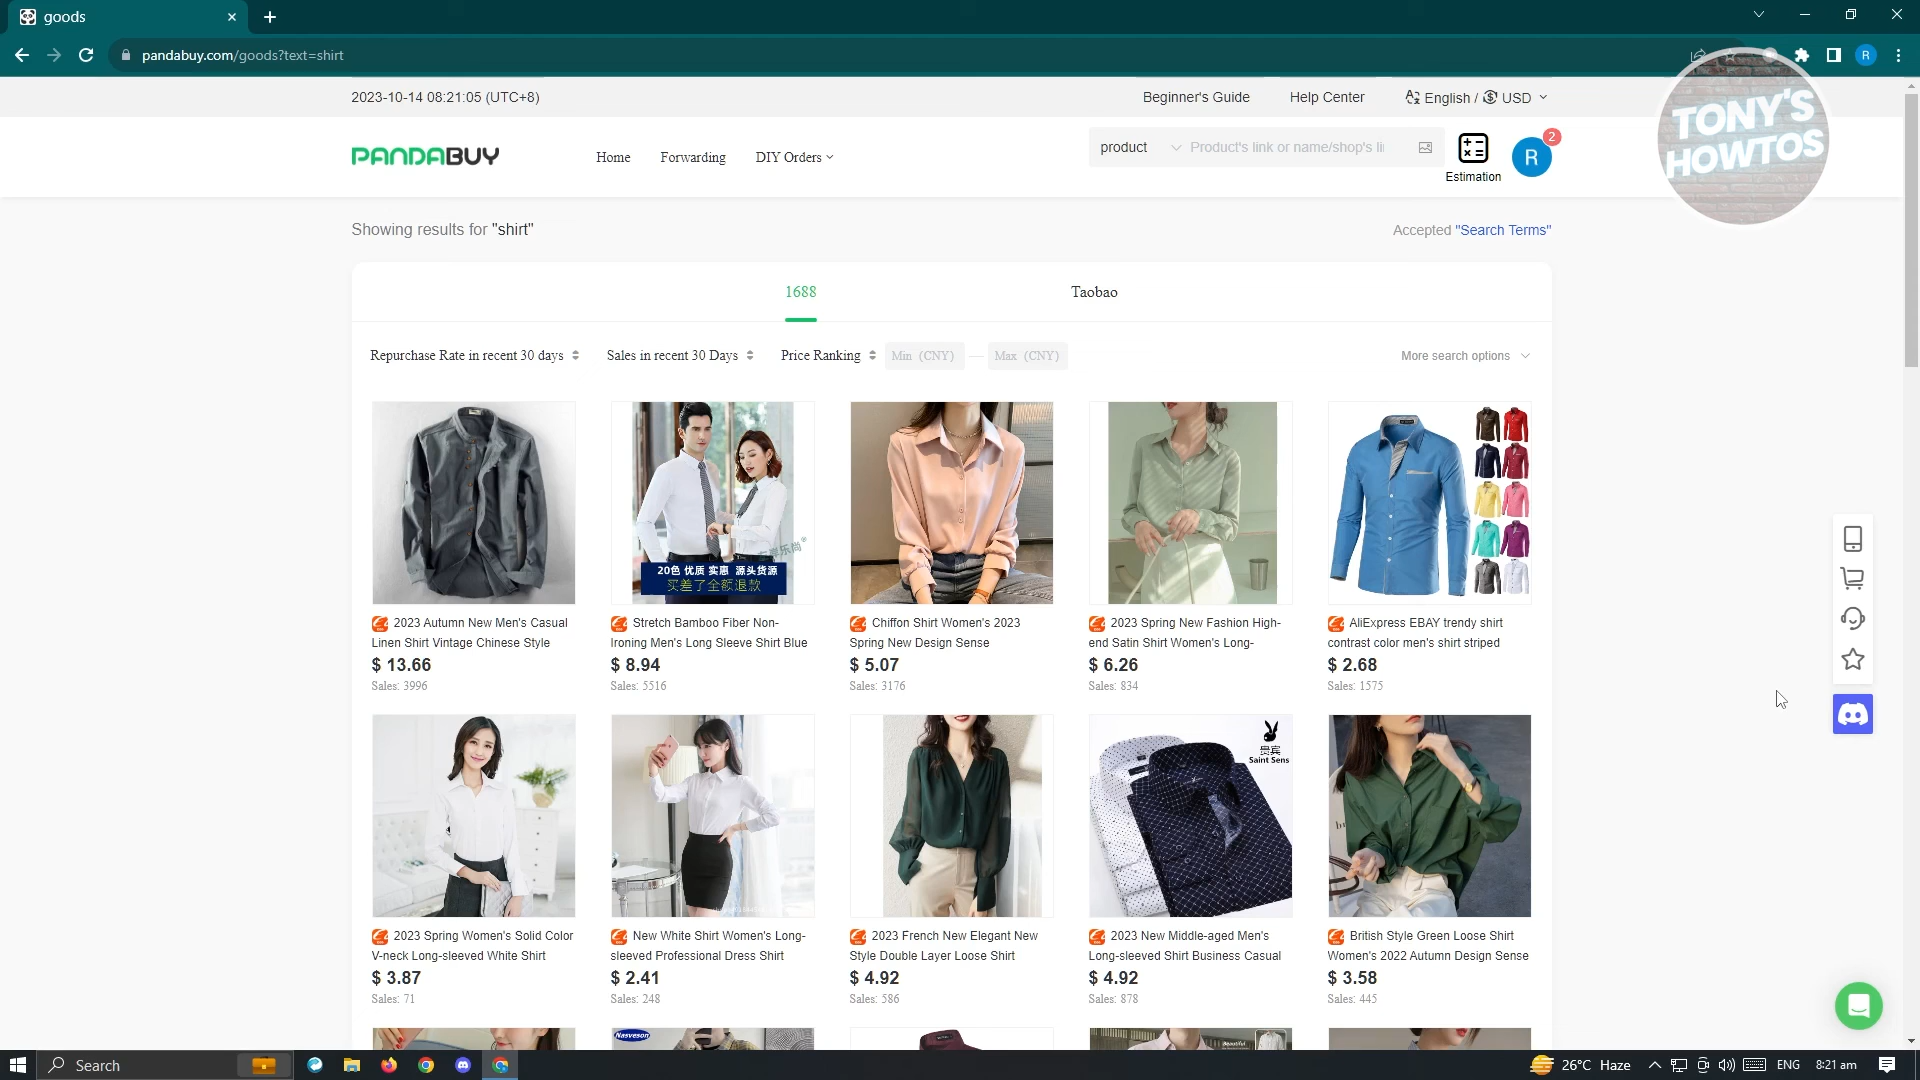 goods
pandabuy.com/goods?text=shirt
R
2023-10-14 08:21:05 (UTC+8)
Beginner's Guide
Help Center
English / USD
TONY'S
HOWTOS
PANDABUY
Home
Forwarding
DIY Orders
product
Product's link or name/shop's li
Estimation
R
2
Showing results for "shirt"
Accepted "Search Terms"
1688
Taobao
Repurchase Rate in recent 30 days
Sales in recent 30 Days
Price Ranking
Min (CNY)
Max (CNY)
More search options
20色 优质 实惠 源头货源
买差了全额退款
2023 Autumn New Men's Casual
Linen Shirt Vintage Chinese Style
$ 13.66
Sales: 3996
Stretch Bamboo Fiber Non-
Ironing Men's Long Sleeve Shirt Blue
$ 8.94
Sales: 5516
Chiffon Shirt Women's 2023
Spring New Design Sense
$ 5.07
Sales: 3176
2023 Spring New Fashion High-
end Satin Shirt Women's Long-
$ 6.26
Sales: 834
AliExpress EBAY trendy shirt
contrast color men's shirt striped
$ 2.68
Sales: 1575
贵宾
Saint Sens
2023 Spring Women's Solid Color
V-neck Long-sleeved White Shirt
$ 3.87
Sales: 71
New White Shirt Women's Long-
sleeved Professional Dress Shirt
$ 2.41
Sales: 248
2023 French New Elegant New
Style Double Layer Loose Shirt
$ 4.92
Sales: 586
2023 New Middle-aged Men's
Long-sleeved Shirt Business Casual
$ 4.92
Sales: 878
British Style Green Loose Shirt
Women's 2022 Autumn Design Sense
$ 3.58
Sales: 445
Nasveson
Beautiful
Search
26°C Haze
ENG
8:21 am